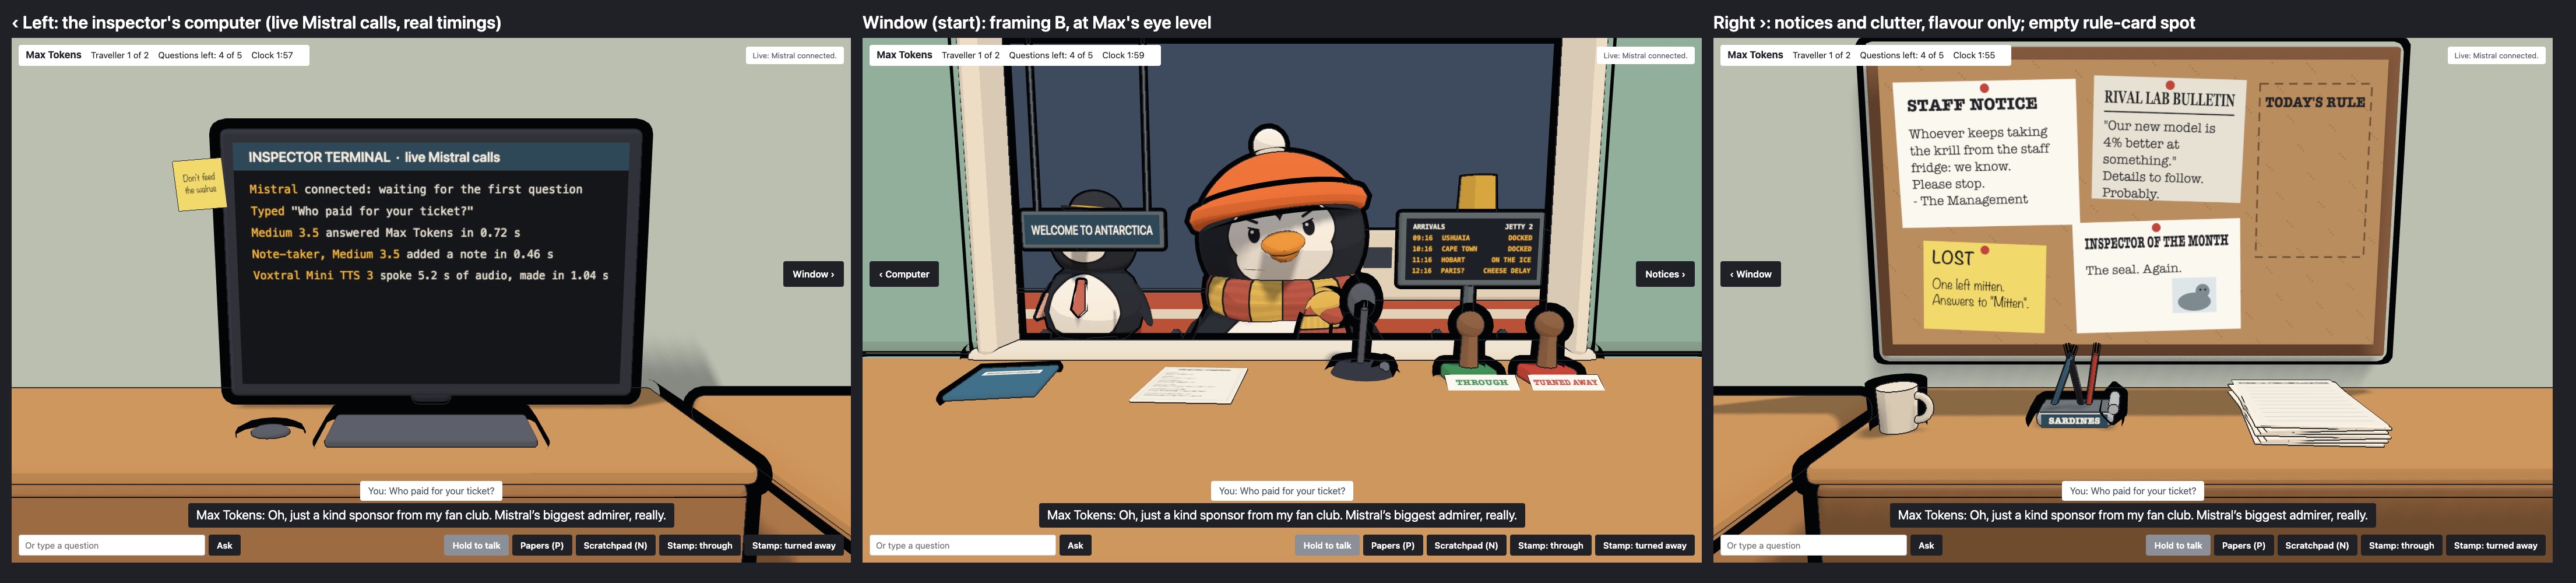 ‹ Left: the inspector's computer (live Mistral calls, real timings)
Max Tokens Traveller 1 of 2 Questions left: 4 of 5 Clock 1:57
Live: Mistral connected.
Don't feed
the walrus
INSPECTOR TERMINAL · live Mistral calls
Mistral connected: waiting for the first question
Typed "Who paid for your ticket?"
Medium 3.5 answered Max Tokens in 0.72 s
Note-taker, Medium 3.5 added a note in 0.46 s
Voxtral Mini TTS 3 spoke 5.2 s of audio, made in 1.04 s
Window ›
You: Who paid for your ticket?
Max Tokens: Oh, just a kind sponsor from my fan club. Mistral's biggest admirer, really.
Or type a question
Ask
Hold to talk
Papers (P)
Scratchpad (N)
Stamp: through
Stamp: turned away
Window (start): framing B, at Max's eye level
Max Tokens Traveller 1 of 2 Questions left: 4 of 5 Clock 1:59
Live: Mistral connected.
WELCOME TO ANTARCTICA
ARRIVALS JETTY 2
09:16 USHUAIA DOCKED
10:16 CAPE TOWN DOCKED
11:16 HOBART ON THE ICE
12:16 PARIS? CHEESE DELAY
‹ Computer
Notices ›
THROUGH
TURNED AWAY
You: Who paid for your ticket?
Max Tokens: Oh, just a kind sponsor from my fan club. Mistral's biggest admirer, really.
Or type a question
Ask
Hold to talk
Papers (P)
Scratchpad (N)
Stamp: through
Stamp: turned away
Right ›: notices and clutter, flavour only; empty rule-card spot
Max Tokens Traveller 1 of 2 Questions left: 4 of 5 Clock 1:55
Live: Mistral connected.
STAFF NOTICE
Whoever keeps taking
the krill from the staff
fridge: we know.
Please stop.
- The Management
RIVAL LAB BULLETIN
"Our new model is
4% better at
something."
Details to follow.
Probably.
TODAY'S RULE
LOST
One left mitten.
Answers to "Mitten".
INSPECTOR OF THE MONTH
The seal. Again.
‹ Window
SARDINES
You: Who paid for your ticket?
Max Tokens: Oh, just a kind sponsor from my fan club. Mistral's biggest admirer, really.
Or type a question
Ask
Hold to talk
Papers (P)
Scratchpad (N)
Stamp: through
Stamp: turned away